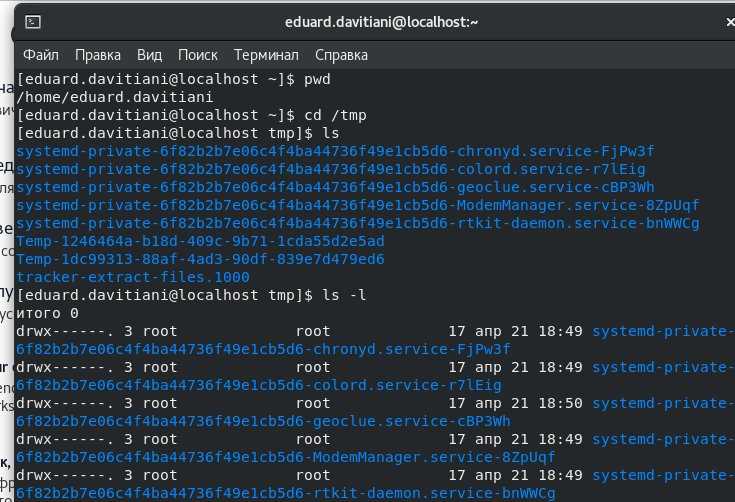 eduard.davitiani@localhost:~
Файл Правка Вид Поиск Терминал Справка
[eduard.davitiani@localhost ~]$ pwd
/home/eduard.davitiani
[eduard.davitiani@localhost ~]$ cd /tmp
[eduard.davitiani@localhost tmp]$ ls
systemd-private-6f82b2b7e06c4f4ba44736f49e1cb5d6-chronyd.service-FjPw3f
systemd-private-6f82b2b7e06c4f4ba44736f49e1cb5d6-colord.service-r7lEig
systemd-private-6f82b2b7e06c4f4ba44736f49e1cb5d6-geoclue.service-cBP3Wh
systemd-private-6f82b2b7e06c4f4ba44736f49e1cb5d6-ModemManager.service-8ZpUqf
systemd-private-6f82b2b7e06c4f4ba44736f49e1cb5d6-rtkit-daemon.service-bnWWCg
Temp-1246464a-b18d-409c-9b71-1cda55d2e5ad
Temp-1dc99313-88af-4ad3-90df-839e7d479ed6
tracker-extract-files.1000
[eduard.davitiani@localhost tmp]$ ls -l
итого 0
drwx------. 3 root root 17 апр 21 18:49 systemd-private-
6f82b2b7e06c4f4ba44736f49e1cb5d6-chronyd.service-FjPw3f
drwx------. 3 root root 17 апр 21 18:49 systemd-private-
6f82b2b7e06c4f4ba44736f49e1cb5d6-colord.service-r7lEig
drwx------. 3 root root 17 апр 21 18:50 systemd-private-
6f82b2b7e06c4f4ba44736f49e1cb5d6-geoclue.service-cBP3Wh
drwx------. 3 root root 17 апр 21 18:49 systemd-private-
6f82b2b7e06c4f4ba44736f49e1cb5d6-ModemManager.service-8ZpUqf
drwx------. 3 root root 17 апр 21 18:49 systemd-private-
6f82b2b7e06c4f4ba44736f49e1cb5d6-rtkit-daemon.service-bnWWCg